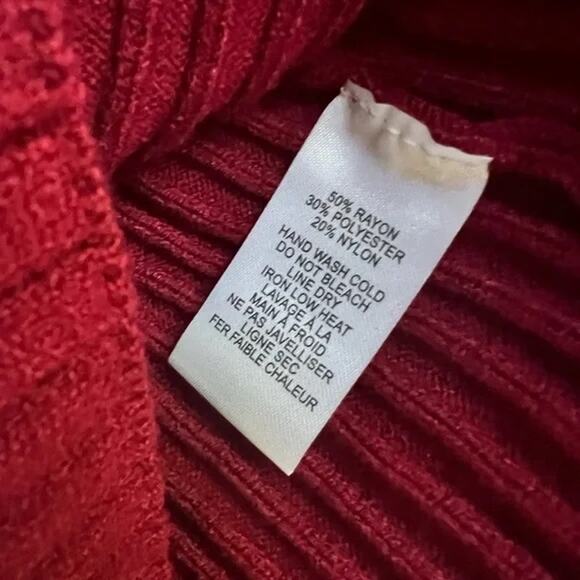 50% RAYON
30% POLYESTER
20% NYLON
HAND WASH COLD
DO NOT BLEACH
LINE DRY
IRON LOW HEAT
LAVAGE À LA
MAIN À FROID
NE PAS JAVELLISER
LIGNE SEC
FER FAIBLE CHALEUR